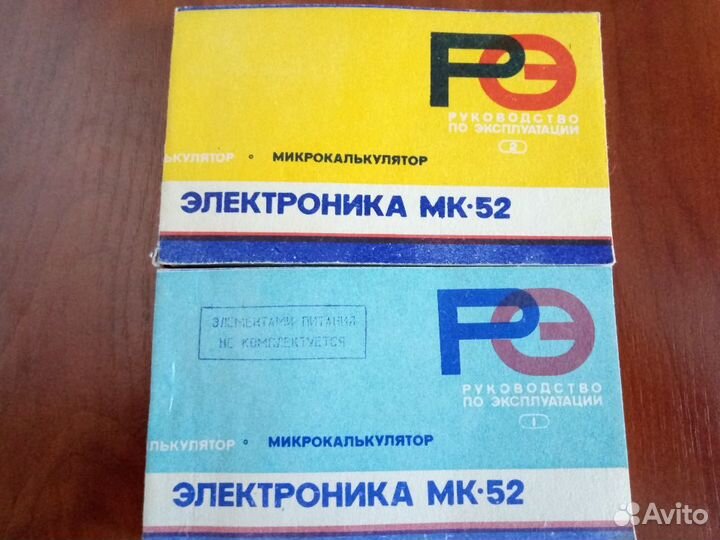 РЭ
РУКОВОДСТВО
ПО ЭКСПЛУАТАЦИИ
2
ЬКУЛЯТОР • МИКРОКАЛЬКУЛЯТОР
ЭЛЕКТРОНИКА МК·52
РЭ
ЭЛЕМЕНТАМИ ПИТАНИЯ
НЕ КОМПЛЕКТУЕТСЯ
РУКОВОДСТВО
ПО ЭКСПЛУАТАЦИИ
1
ЛЬКУЛЯТОР • МИКРОКАЛЬКУЛЯТОР
ЭЛЕКТРОНИКА МК·52
Avito